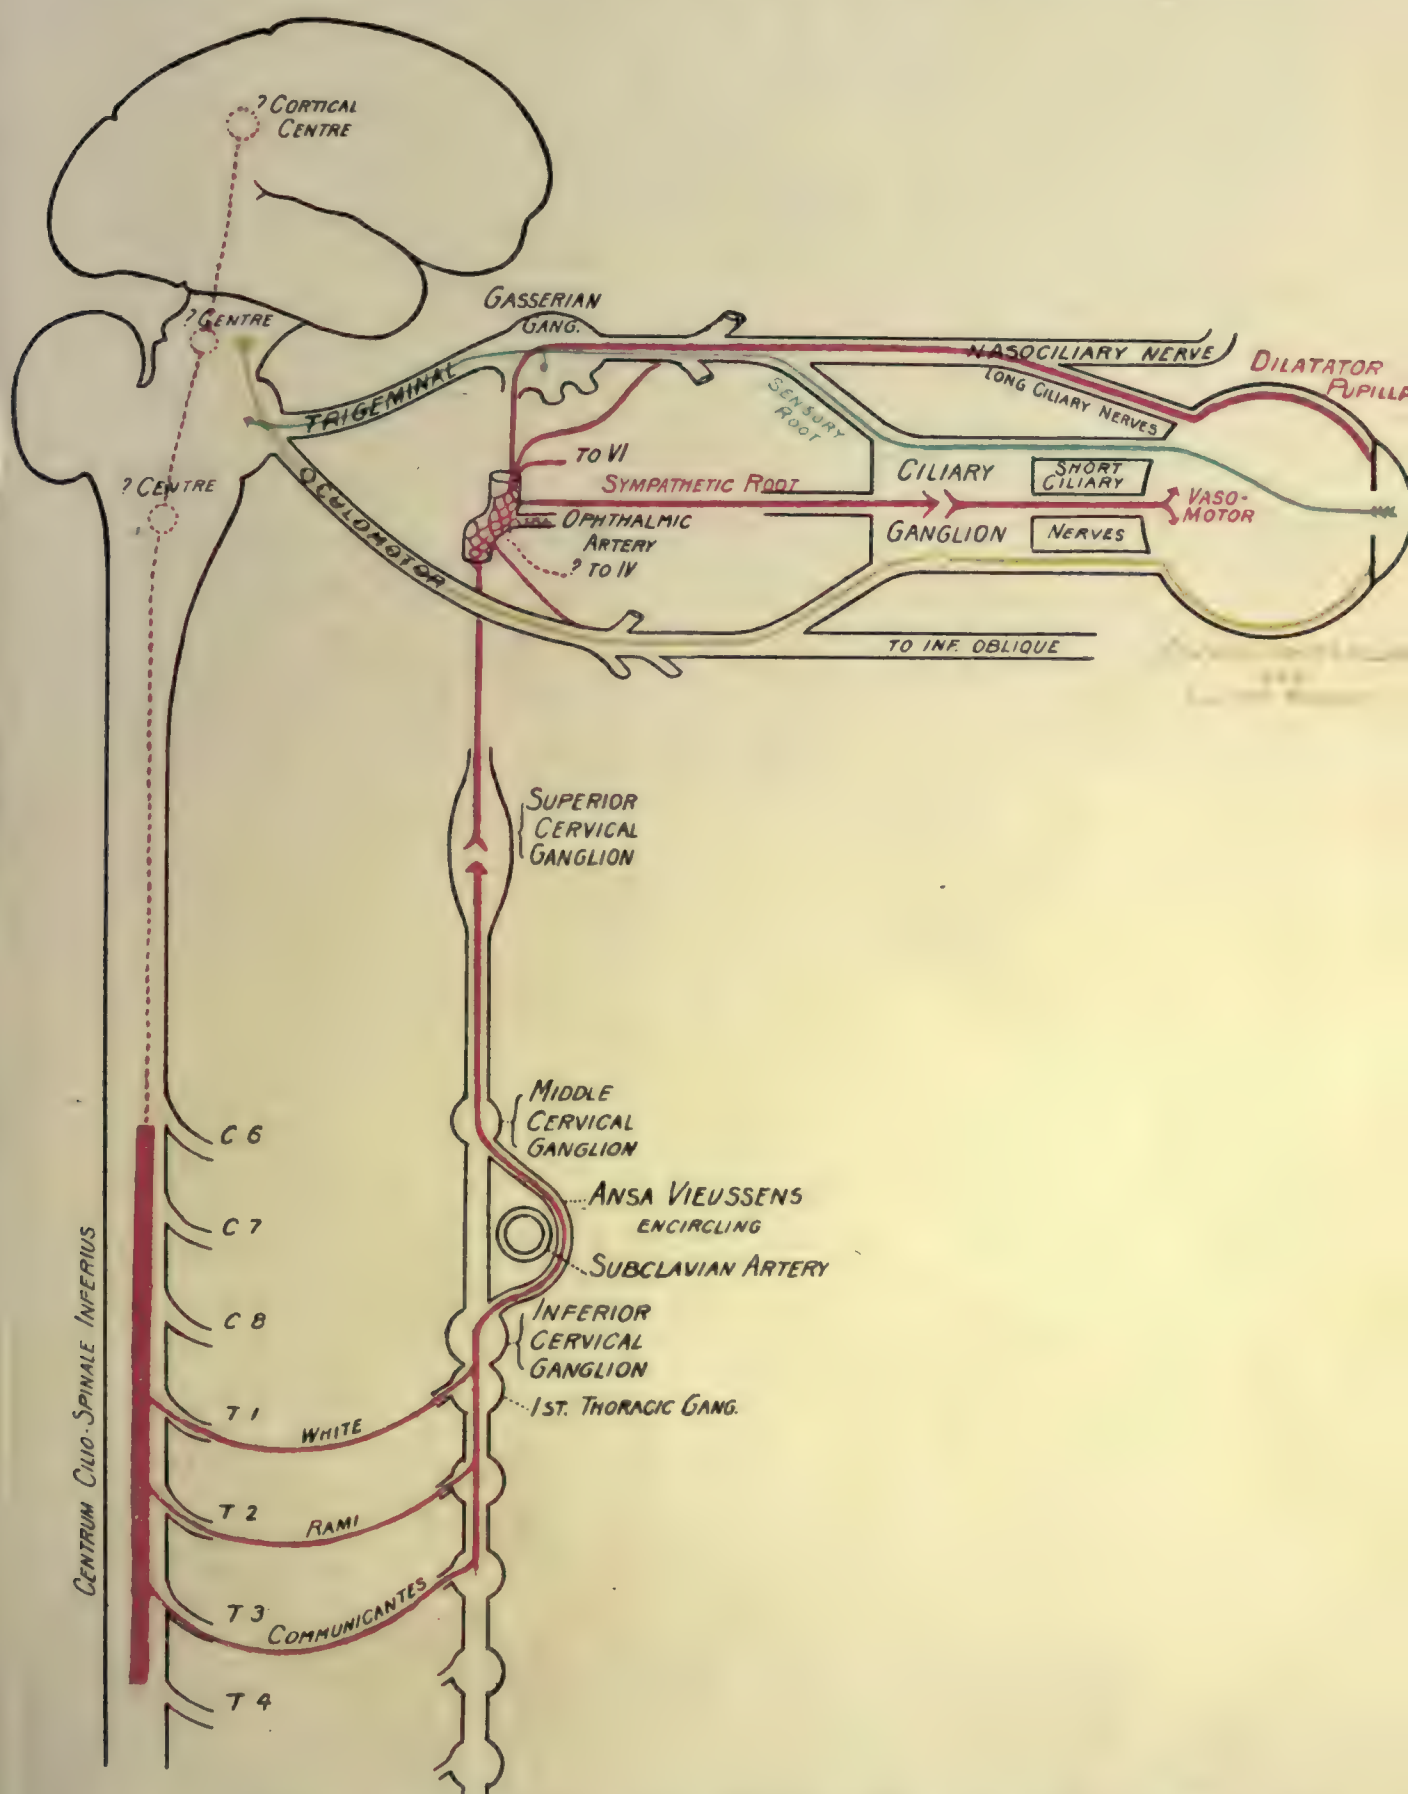 ? CORTICAL
CENTRE
GASSERIAN
GANG.
? CENTRE
NASOCILIARY NERVE
DILATATOR
PUPILLÆ
LONG CILIARY NERVES
TRIGEMINAL
SENSORY
ROOT
TO VI
CILIARY
SHORT
CILIARY
? CENTRE
SYMPATHETIC ROOT
VASO-
MOTOR
OCULOMOTOR
OPHTHALMIC
ARTERY
GANGLION
NERVES
? TO IV
TO INF. OBLIQUE
SUPERIOR
CERVICAL
GANGLION
MIDDLE
CERVICAL
GANGLION
C 6
ANSA VIEUSSENS
ENCIRCLING
C 7
SUBCLAVIAN ARTERY
CENTRUM CILIO-SPINALE INFERIUS
C 8
INFERIOR
CERVICAL
GANGLION
1ST. THORACIC GANG.
T 1
WHITE
T 2
RAMI
T 3
COMMUNICANTES
T 4